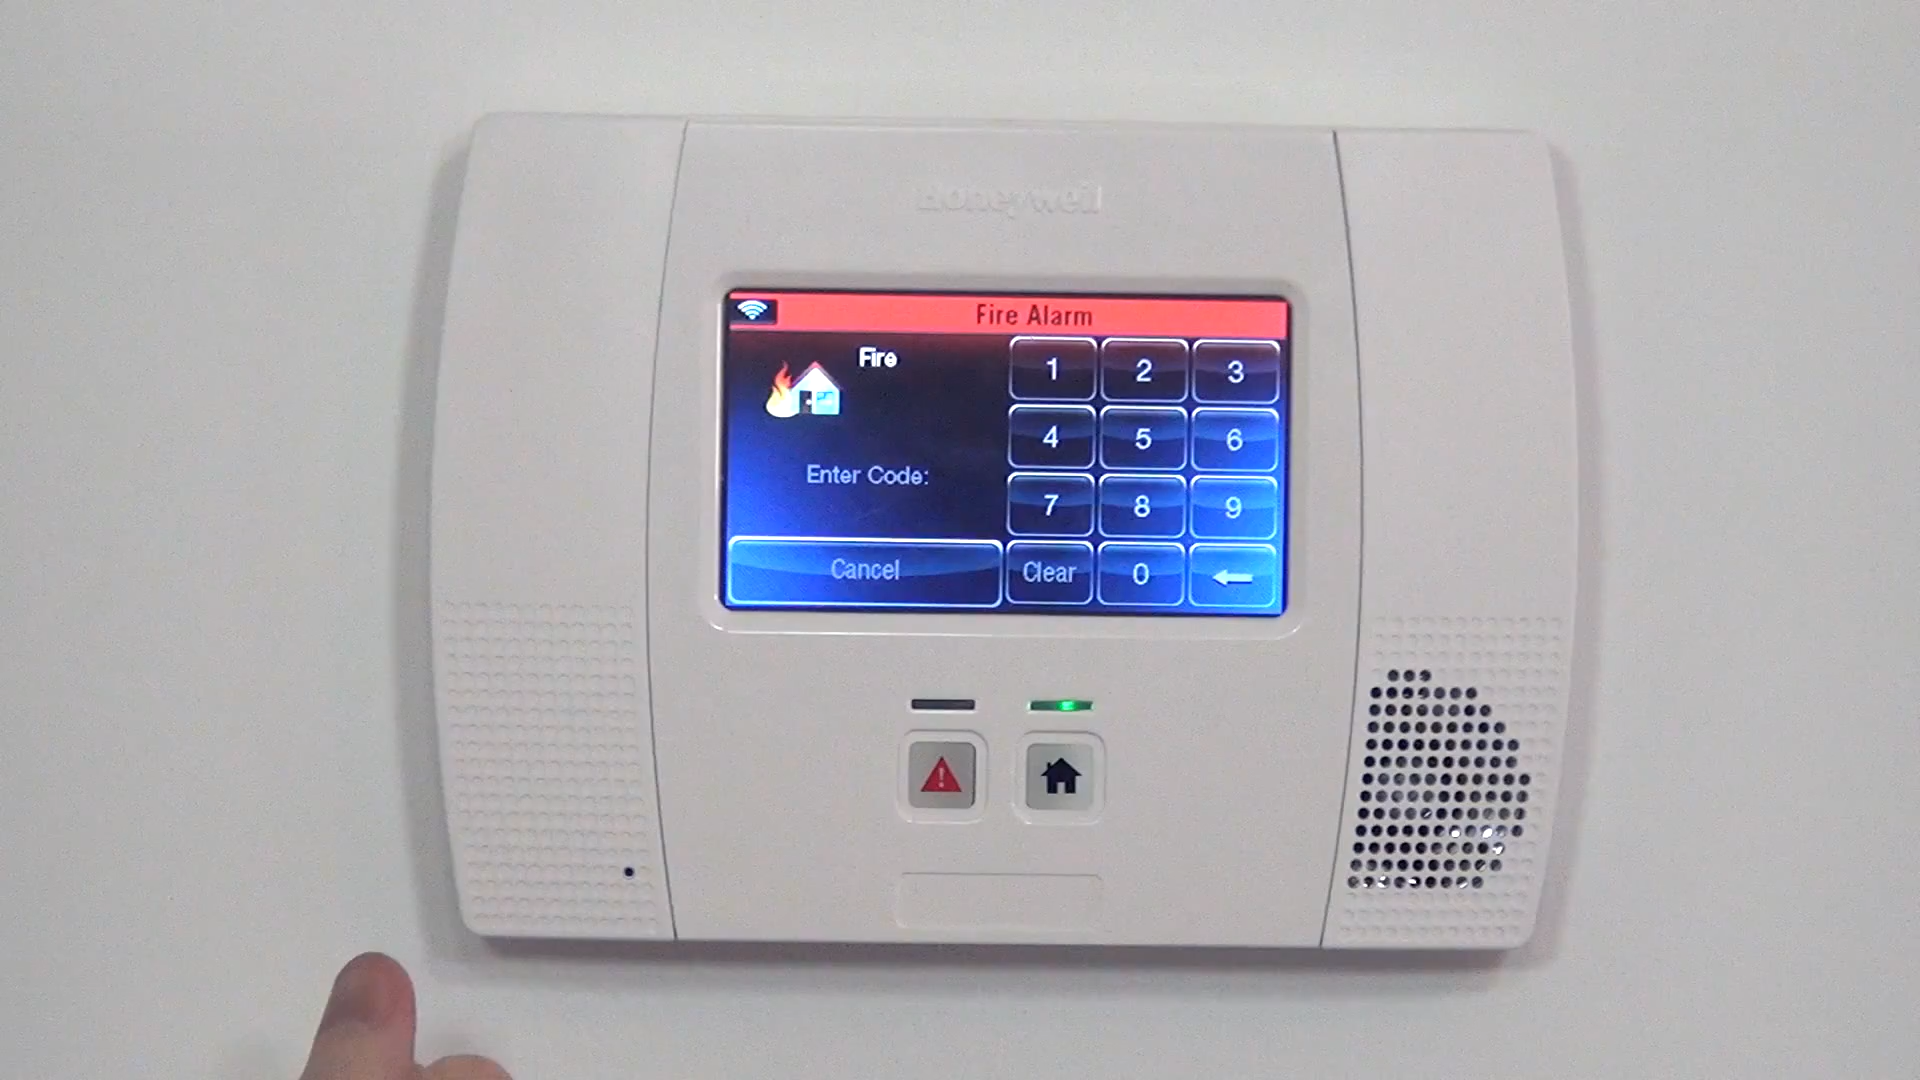 Honeywell
Fire Alarm
Fire
1 2 3
4 5 6
Enter Code:
7 8 9
Cancel
Clear 0